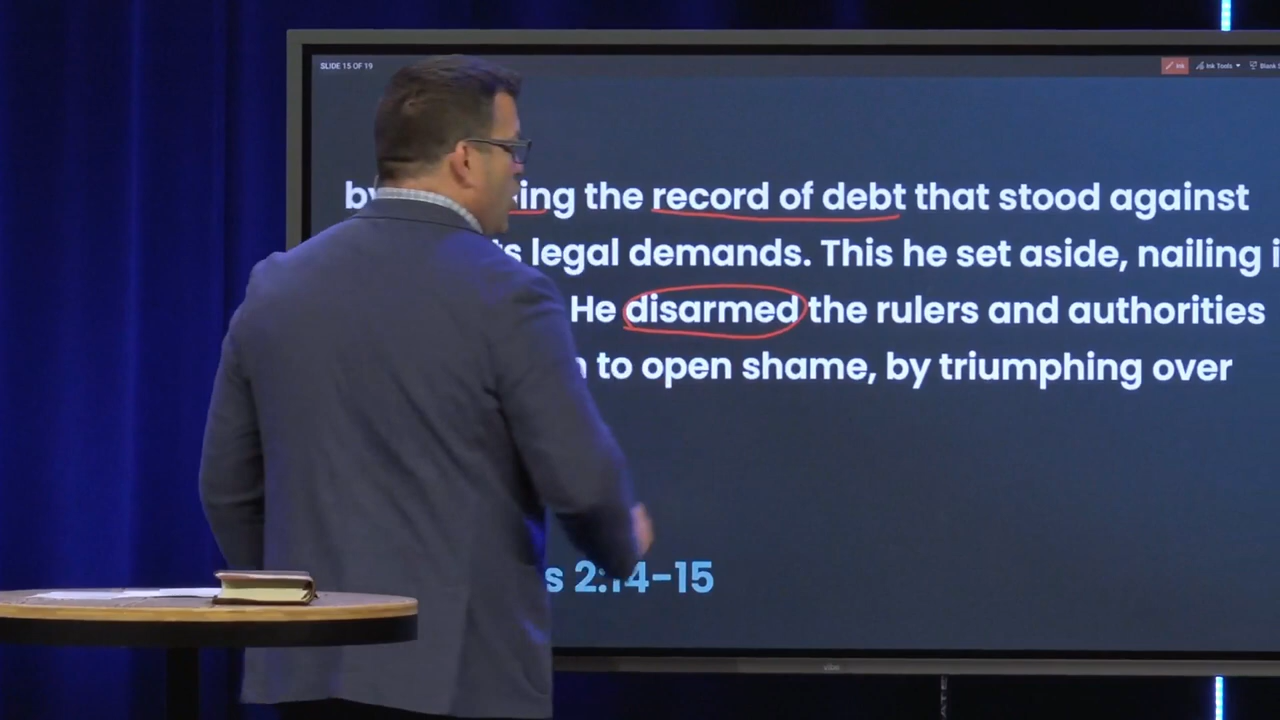 SLIDE 15 OF 19
Ink Ink Tools Blank
by ing the record of debt that stood against
s legal demands. This he set aside, nailing i
He disarmed the rulers and authorities
to open shame, by triumphing over
s 2:14-15